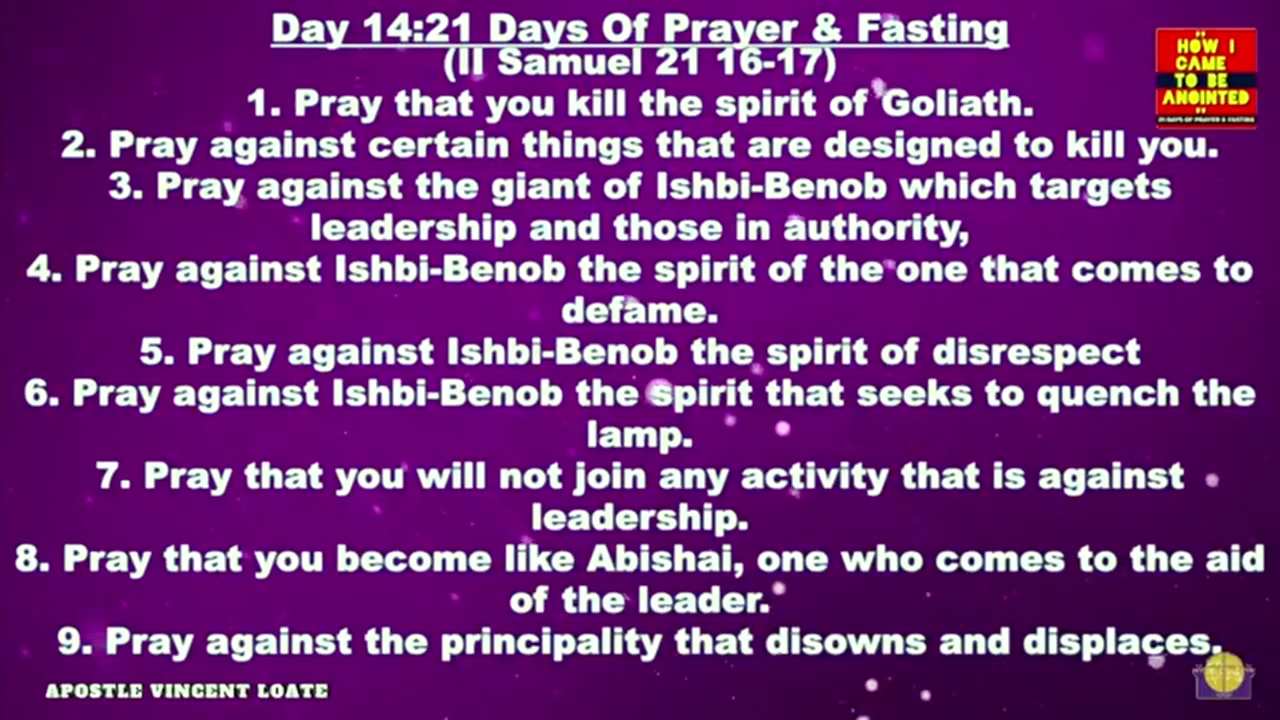 Day 14:21 Days Of Prayer & Fasting
(II Samuel 21 16-17)
1. Pray that you kill the spirit of Goliath.
2. Pray against certain things that are designed to kill you.
3. Pray against the giant of Ishbi-Benob which targets
leadership and those in authority,
4. Pray against Ishbi-Benob the spirit of the one that comes to
defame.
5. Pray against Ishbi-Benob the spirit of disrespect
6. Pray against Ishbi-Benob the spirit that seeks to quench the
lamp.
7. Pray that you will not join any activity that is against
leadership.
8. Pray that you become like Abishai, one who comes to the aid
of the leader.
9. Pray against the principality that disowns and displaces.
"
HOW I
CAME
TO BE
ANOINTED
"
21 DAYS OF PRAYER & FASTING
APOSTLE VINCENT LOATE